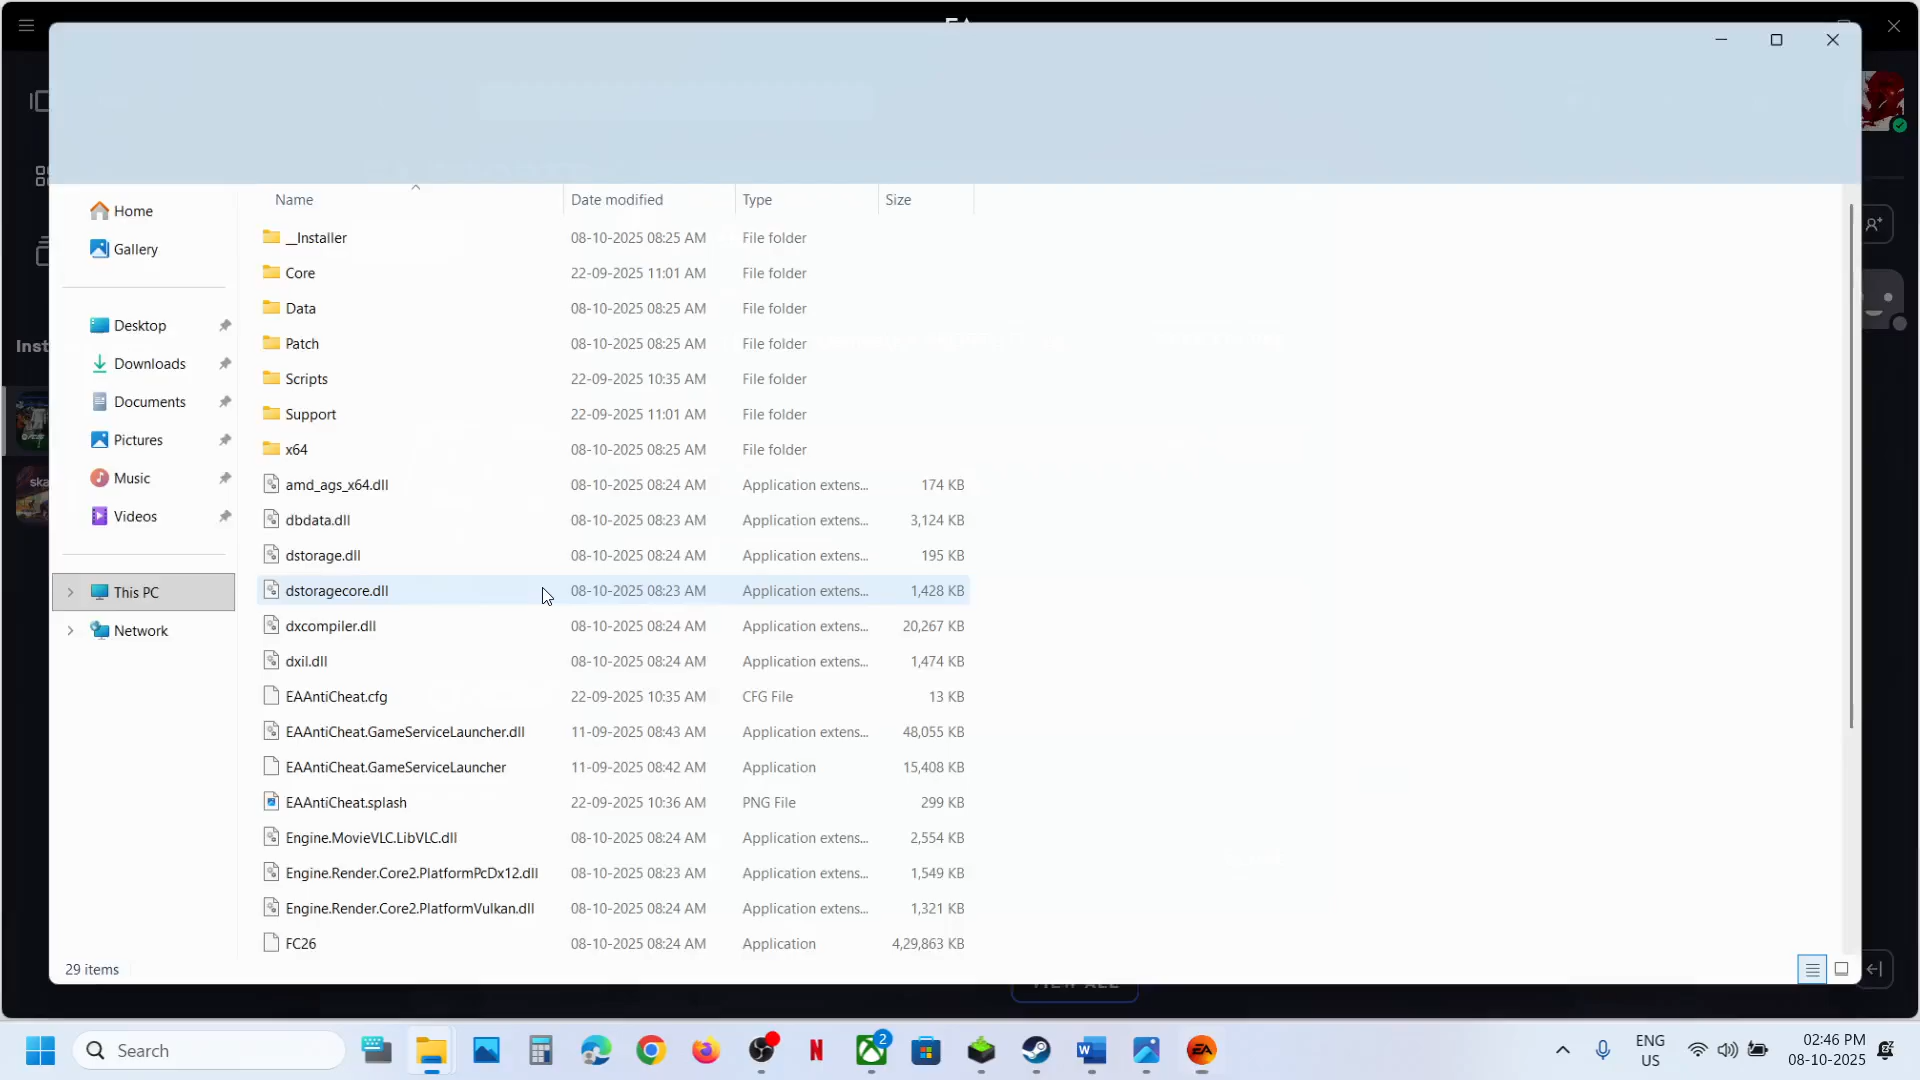 Name Date modified Type Size
Home
Gallery
Desktop
Downloads
Documents
Pictures
Music
Videos
This PC
Network
__Installer 08-10-2025 08:25 AM File folder
Core 22-09-2025 11:01 AM File folder
Data 08-10-2025 08:25 AM File folder
Patch 08-10-2025 08:25 AM File folder
Scripts 22-09-2025 10:35 AM File folder
Support 22-09-2025 11:01 AM File folder
x64 08-10-2025 08:25 AM File folder
amd_ags_x64.dll 08-10-2025 08:24 AM Application extens... 174 KB
dbdata.dll 08-10-2025 08:23 AM Application extens... 3,124 KB
dstorage.dll 08-10-2025 08:24 AM Application extens... 195 KB
dstoragecore.dll 08-10-2025 08:23 AM Application extens... 1,428 KB
dxcompiler.dll 08-10-2025 08:24 AM Application extens... 20,267 KB
dxil.dll 08-10-2025 08:24 AM Application extens... 1,474 KB
EAAntiCheat.cfg 22-09-2025 10:35 AM CFG File 13 KB
EAAntiCheat.GameServiceLauncher.dll 11-09-2025 08:43 AM Application extens... 48,055 KB
EAAntiCheat.GameServiceLauncher 11-09-2025 08:42 AM Application 15,408 KB
EAAntiCheat.splash 22-09-2025 10:36 AM PNG File 299 KB
Engine.MovieVLC.LibVLC.dll 08-10-2025 08:24 AM Application extens... 2,554 KB
Engine.Render.Core2.PlatformPcDx12.dll 08-10-2025 08:23 AM Application extens... 1,549 KB
Engine.Render.Core2.PlatformVulkan.dll 08-10-2025 08:24 AM Application extens... 1,321 KB
FC26 08-10-2025 08:24 AM Application 4,29,863 KB
29 items
Inst
ska
VIEW ALL
Search
2
EA
ENG
US
02:46 PM
08-10-2025